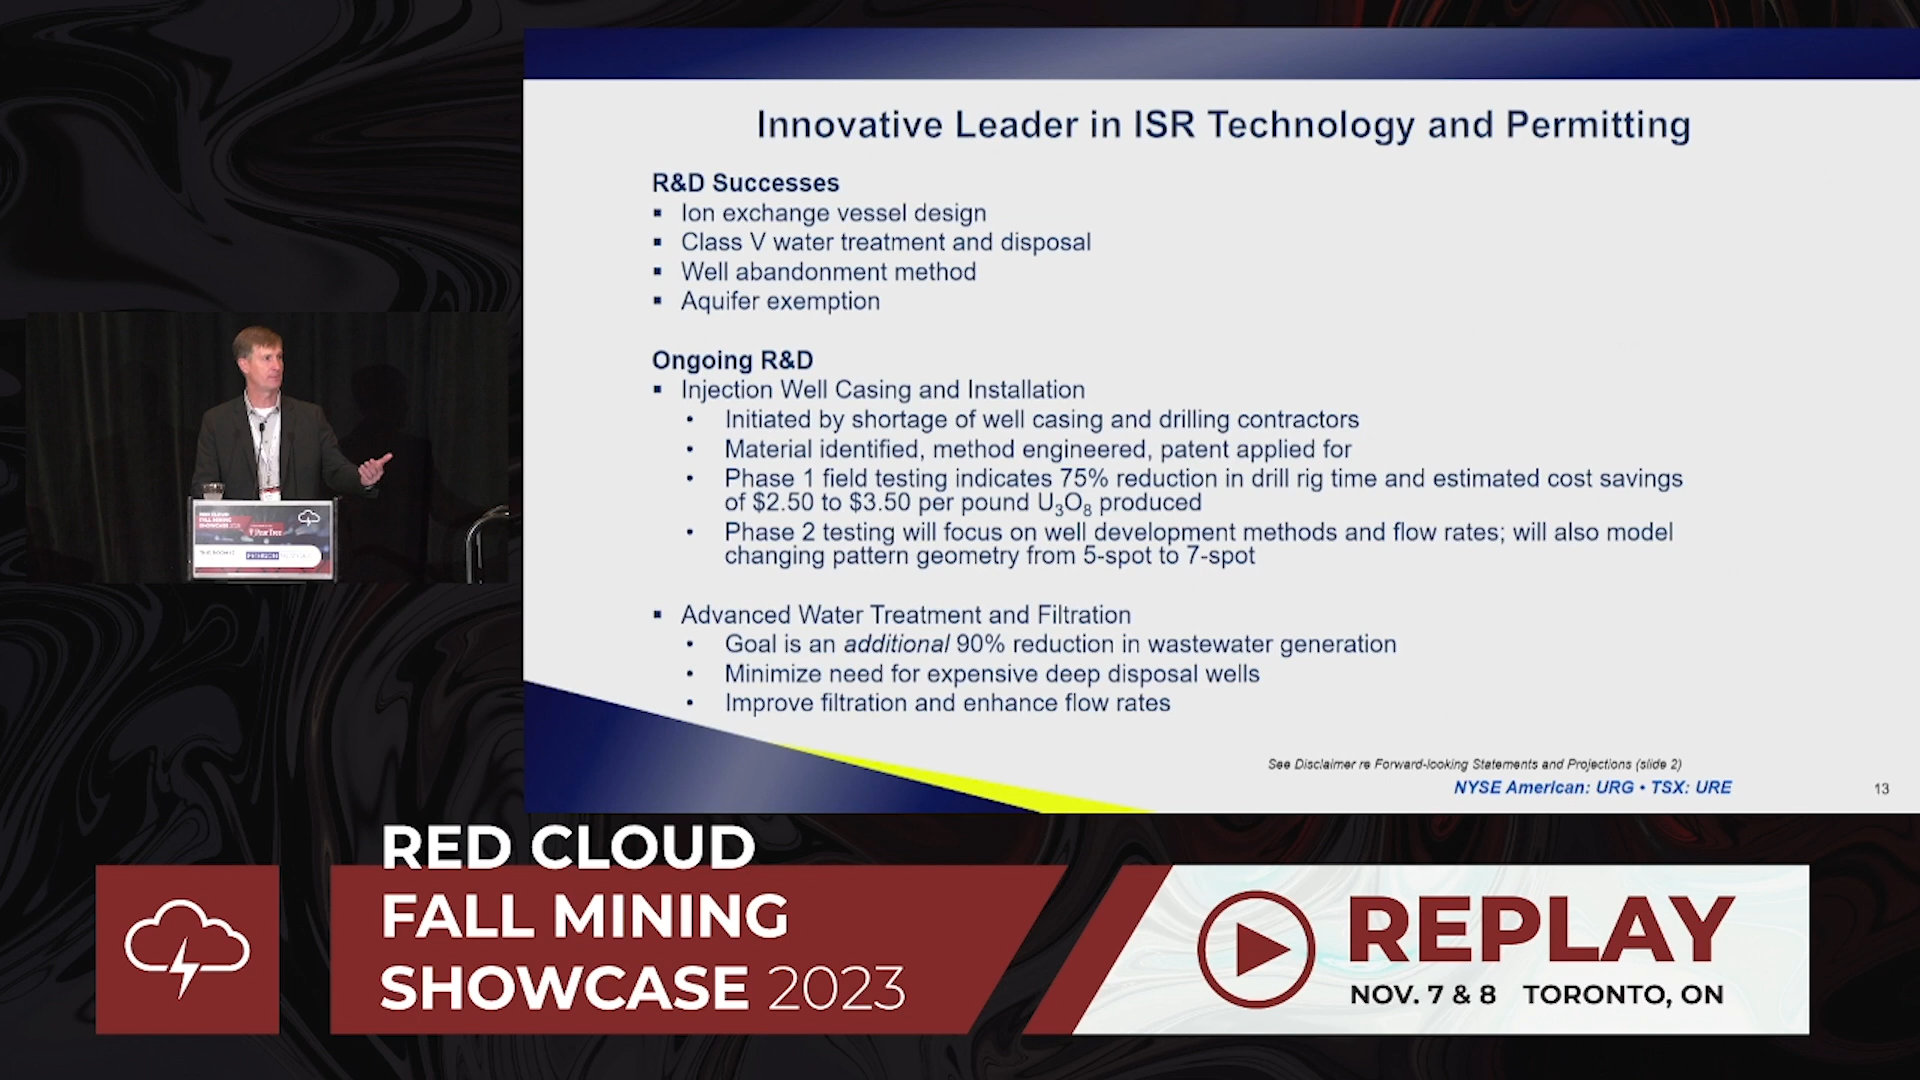 Innovative Leader in ISR Technology and Permitting
R&D Successes
▪ Ion exchange vessel design
▪ Class V water treatment and disposal
▪ Well abandonment method
▪ Aquifer exemption
Ongoing R&D
▪ Injection Well Casing and Installation
• Initiated by shortage of well casing and drilling contractors
• Material identified, method engineered, patent applied for
• Phase 1 field testing indicates 75% reduction in drill rig time and estimated cost savings
of $2.50 to $3.50 per pound U₃O₈ produced
• Phase 2 testing will focus on well development methods and flow rates; will also model
changing pattern geometry from 5-spot to 7-spot
▪ Advanced Water Treatment and Filtration
• Goal is an additional 90% reduction in wastewater generation
• Minimize need for expensive deep disposal wells
• Improve filtration and enhance flow rates
See Disclaimer re Forward-looking Statements and Projections (slide 2)
NYSE American: URG • TSX: URE
13
RED CLOUD
FALL MINING
SHOWCASE
RED CLOUD
FALL MINING
SHOWCASE 2023
REPLAY
NOV. 7 & 8 TORONTO, ON